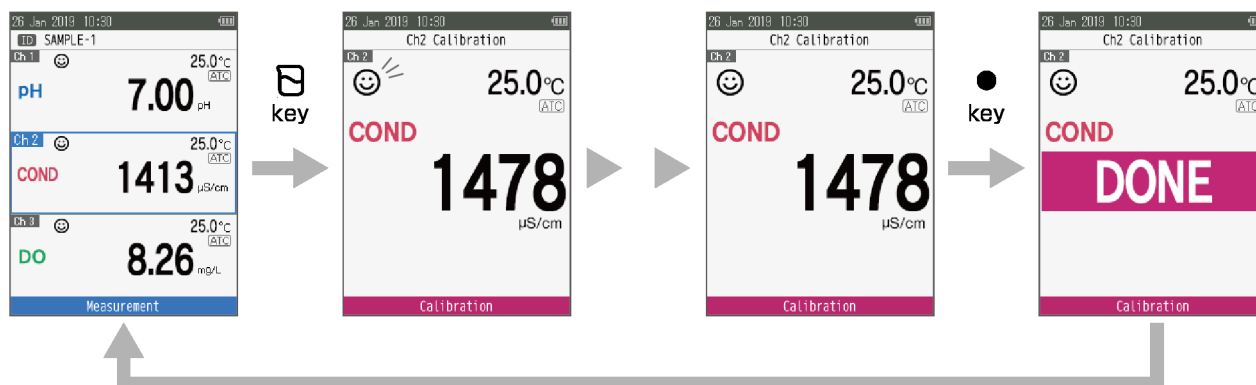 26 Jan 2019 10:30
ID SAMPLE-1
Ch 1
25.0°C
ATC
pH
7.00 pH
Ch 2
25.0°C
ATC
COND
1413 µS/cm
Ch 3
25.0°C
ATC
DO
8.26 mg/L
Measurement
key
26 Jan 2019 10:30
Ch2 Calibration
Ch 2
25.0°C
ATC
COND
1478
µS/cm
Calibration
26 Jan 2019 10:30
Ch2 Calibration
Ch 2
25.0°C
ATC
COND
1478
µS/cm
Calibration
key
26 Jan 2019 10:30
Ch2 Calibration
Ch 2
25.0°C
ATC
COND
DONE
Calibration